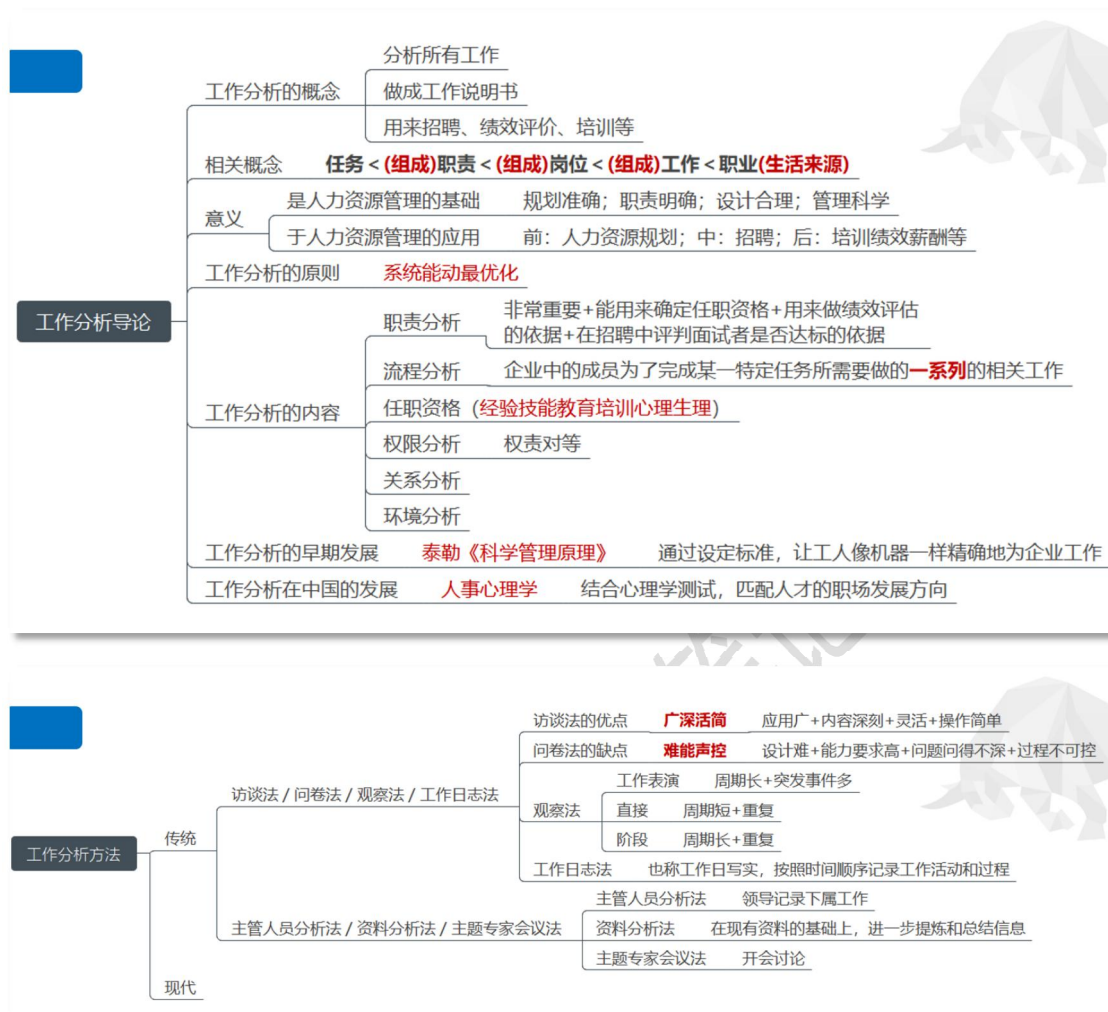 分析所有工作
工作分析的概念 做成工作说明书
用来招聘、绩效评价、培训等
相关概念 任务<(组成)职责<(组成)岗位<(组成)工作<职业(生活来源)
意义
是人力资源管理的基础 规划准确；职责明确；设计合理；管理科学
于人力资源管理的应用 前：人力资源规划；中：招聘；后：培训绩效薪酬等
工作分析的原则 系统能动最优化
工作分析导论
职责分析 非常重要+能用来确定任职资格+用来做绩效评估
的依据+在招聘中评判面试者是否达标的依据
流程分析 企业中的成员为了完成某一特定任务所需要做的一系列的相关工作
工作分析的内容 任职资格（经验技能教育培训心理生理）
权限分析 权责对等
关系分析
环境分析
工作分析的早期发展 泰勒《科学管理原理》 通过设定标准，让工人像机器一样精确地为企业工作
工作分析在中国的发展 人事心理学 结合心理学测试，匹配人才的职场发展方向
访谈法的优点 广深活简 应用广+内容深刻+灵活+操作简单
问卷法的缺点 难能声控 设计难+能力要求高+问题问得不深+过程不可控
工作表演 周期长+突发事件多
访谈法 / 问卷法 / 观察法 / 工作日志法
观察法 直接 周期短+重复
传统
阶段 周期长+重复
工作分析方法
工作日志法 也称工作日写实，按照时间顺序记录工作活动和过程
主管人员分析法 领导记录下属工作
主管人员分析法 / 资料分析法 / 主题专家会议法 资料分析法 在现有资料的基础上，进一步提炼和总结信息
主题专家会议法 开会讨论
现代